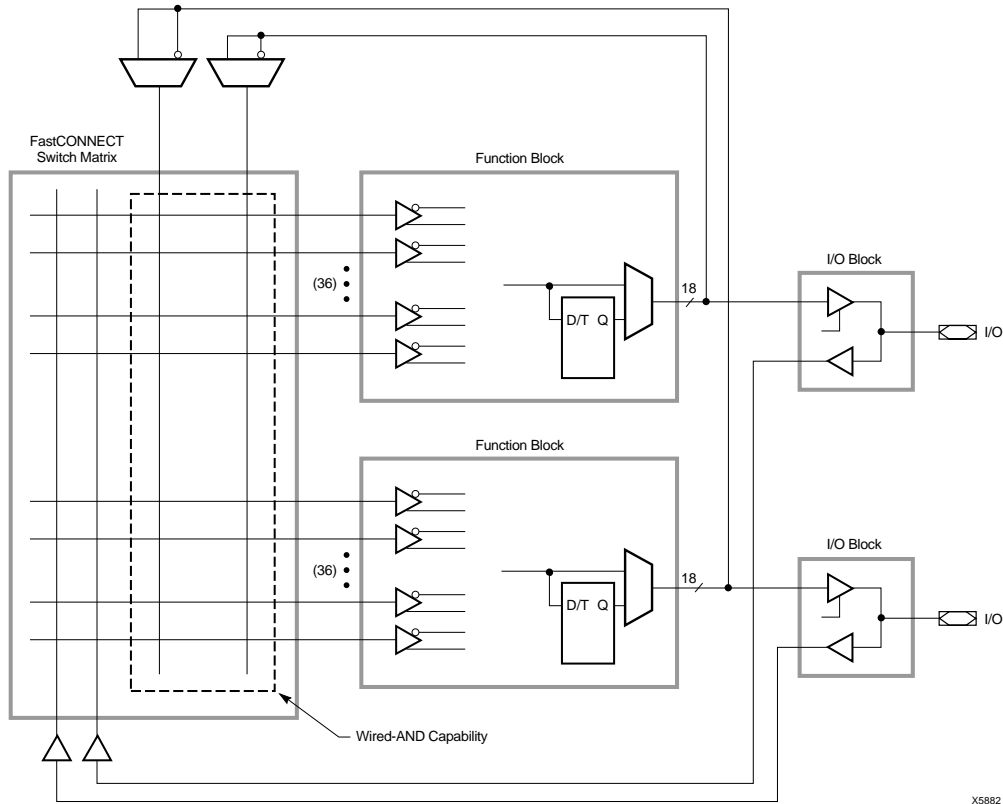 FastCONNECT
Switch Matrix
Function Block
(36)
D/T Q
18
I/O Block
I/O
Function Block
(36)
D/T Q
18
I/O Block
I/O
Wired-AND Capability
X5882